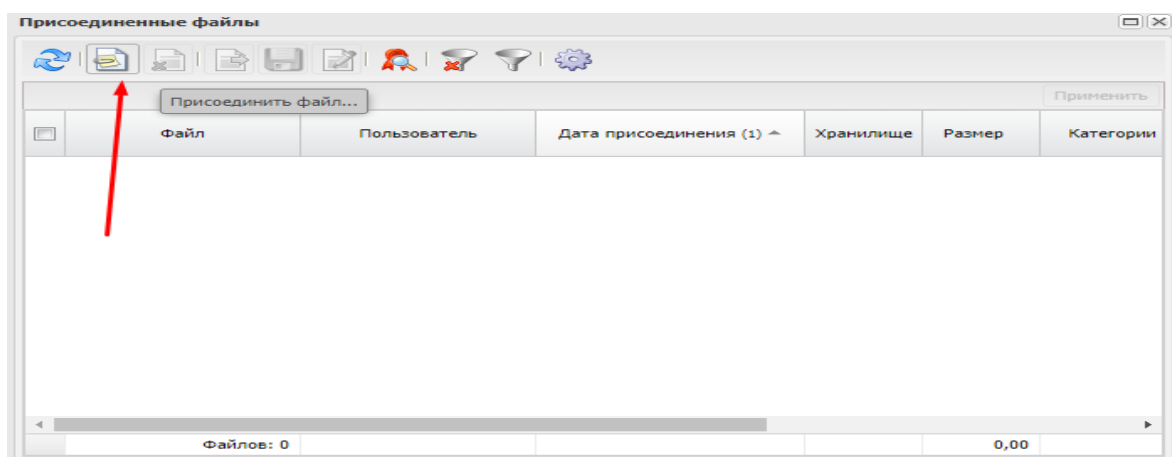 Присоединенные файлы
Присоединить файл...
Применить
Файл Пользователь Дата присоединения (1) Хранилище Размер Категории
Файлов: 0 0,00